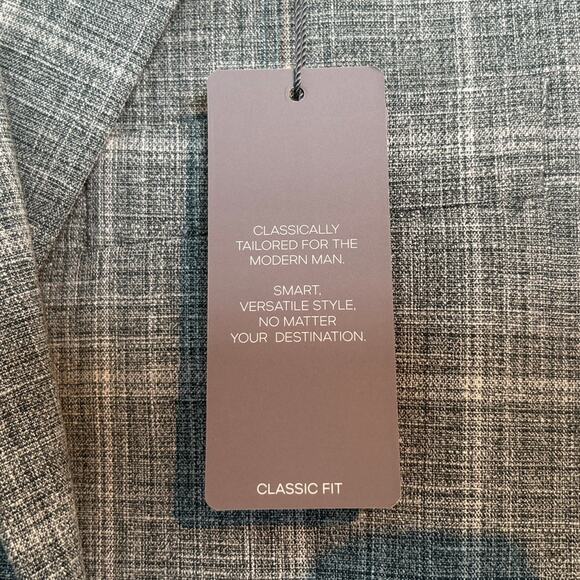 CLASSICALLY
TAILORED FOR THE
MODERN MAN.
SMART,
VERSATILE STYLE,
NO MATTER
YOUR DESTINATION.
CLASSIC FIT